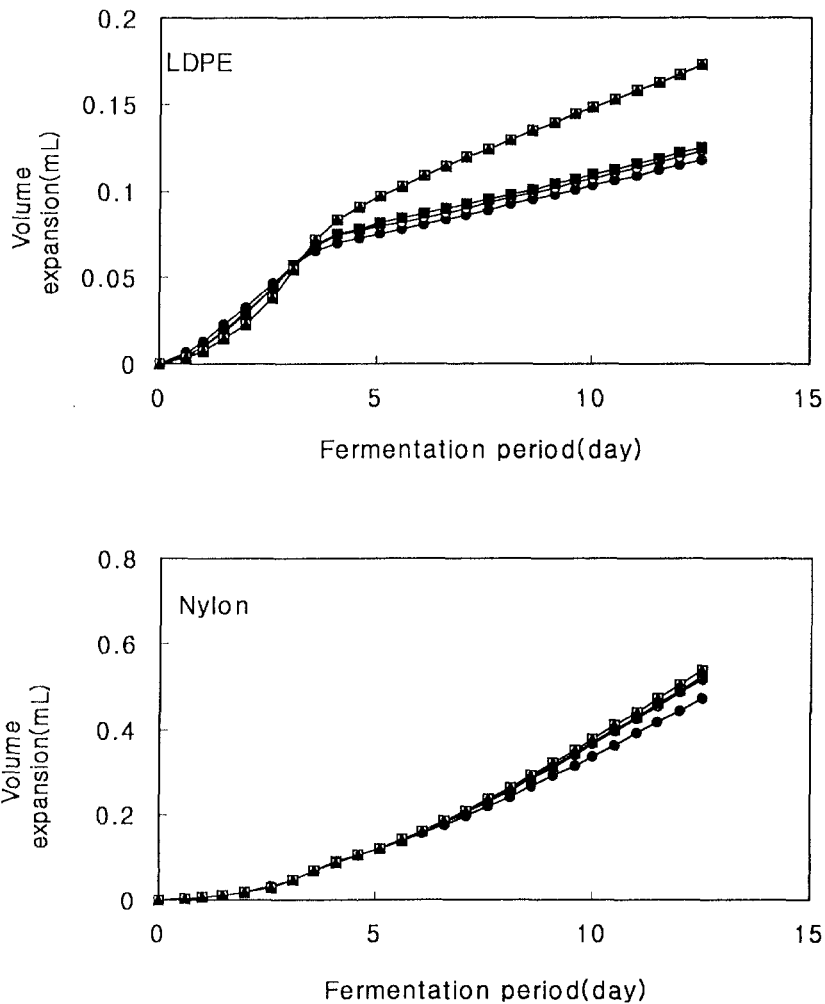 0.2
LDPE
0.15
0.1
0.05
0
Volume
expansion(mL)
0 5 10 15
Fermentation period(day)
0.8
Nylon
0.6
0.4
0.2
0
Volume
expansion(mL)
0 5 10 15
Fermentation period(day)